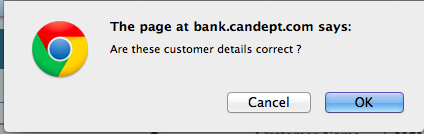 The page at bank.candept.com says:
Are these customer details correct ?
Cancel
OK